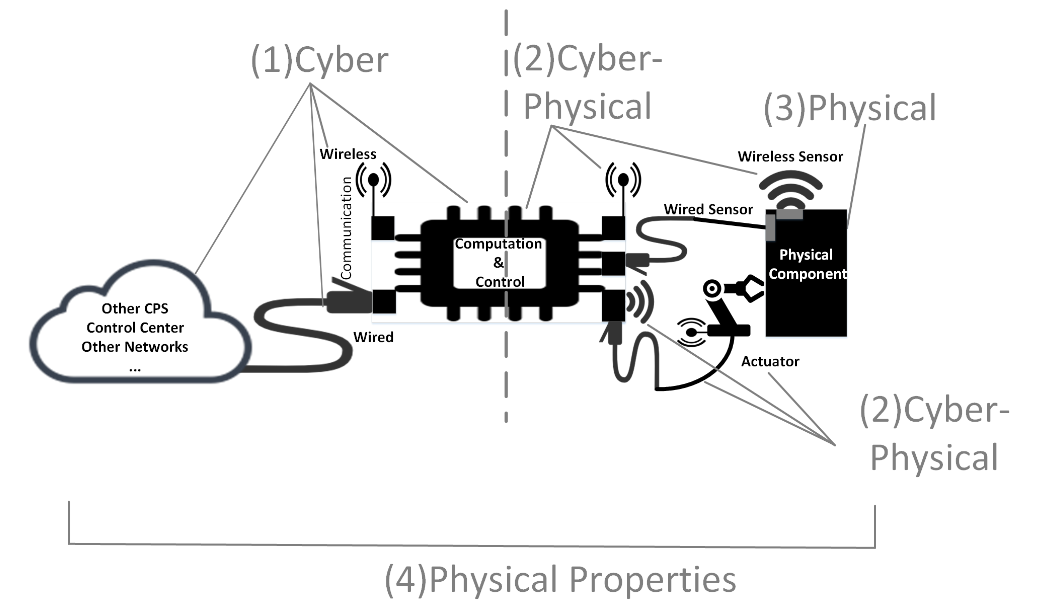 (1)Cyber
(2)Cyber-
Physical
(3)Physical
Wireless
Communication
Wired
Wireless Sensor
Wired Sensor
Computation
&
Control
Physical
Component
Other CPS
Control Center
Other Networks
...
Actuator
(2)Cyber-
Physical
(4)Physical Properties